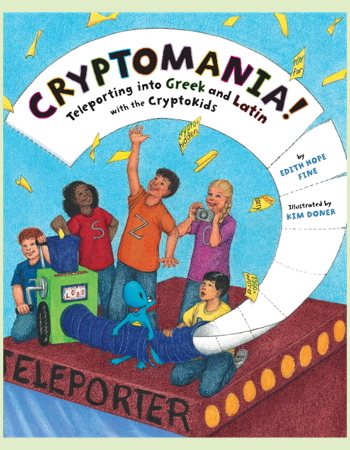 CRYPTOMANIA!
Teleporting into Greek and Latin
with the CryptoKids
by
EDITH HOPE
FINE
Illustrated by
KIM DONER
S
Z
TELEPORTER